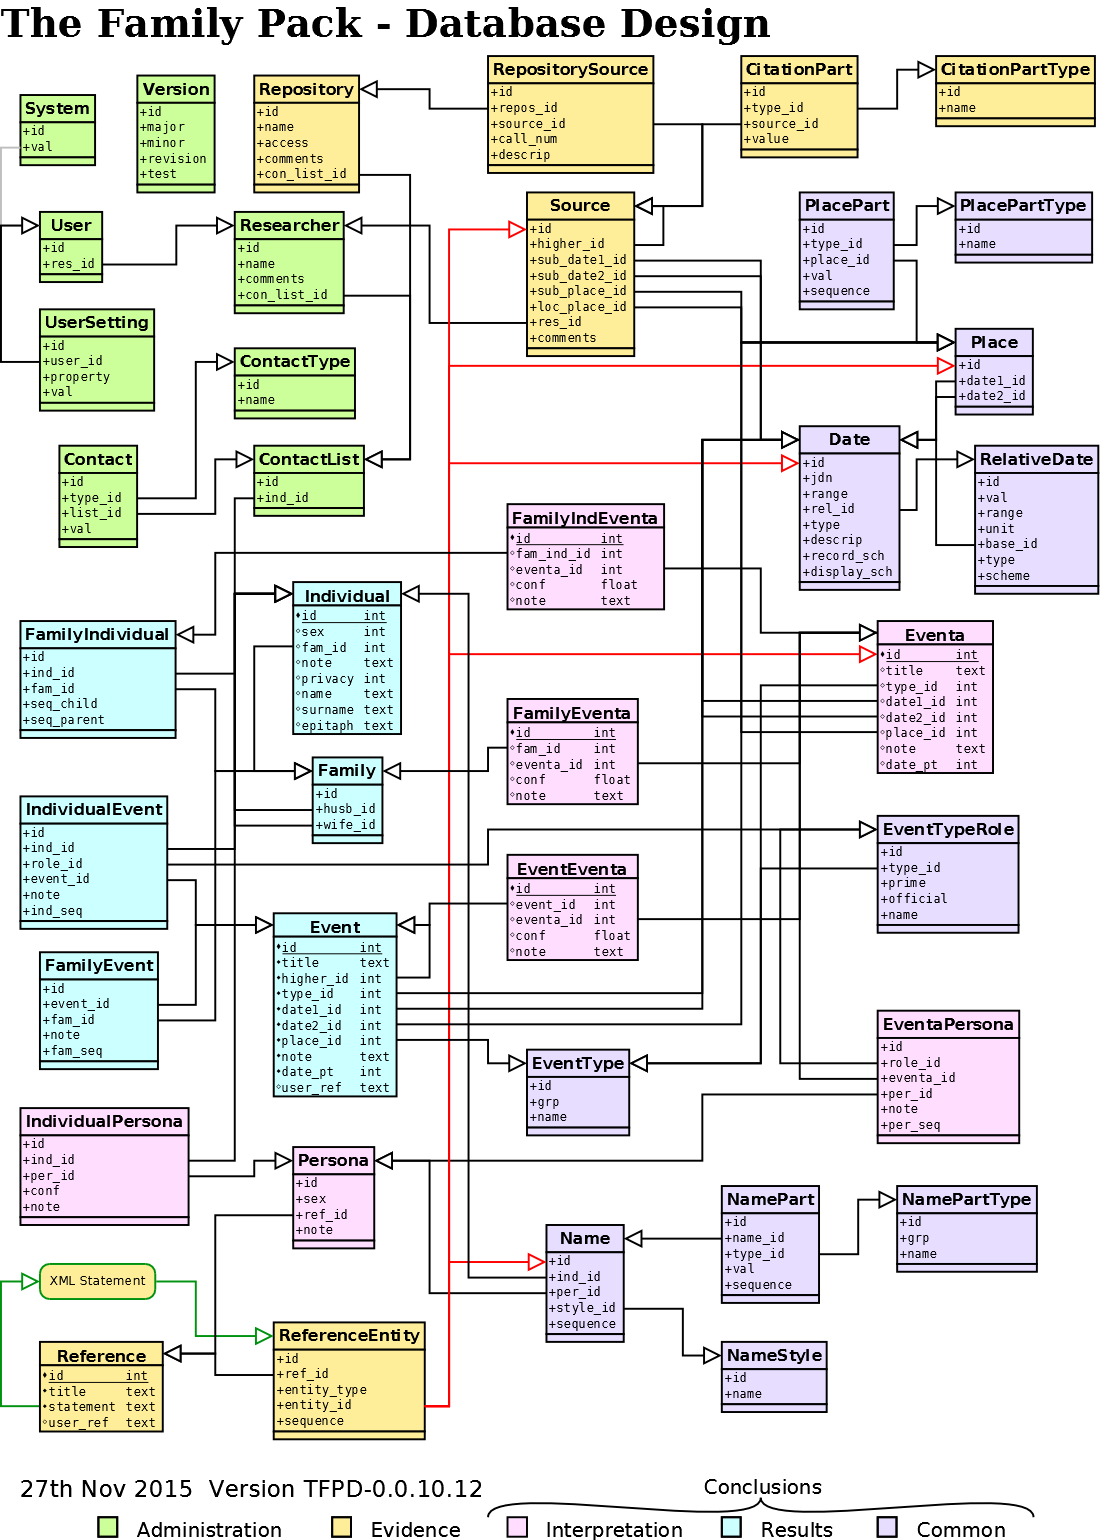 The Family Pack - Database Design
System
+id
+val
Version
+id
+major
+minor
+revision
+test
Repository
+id
+name
+access
+comments
+con_list_id
RepositorySource
+id
+repos_id
+source_id
+call_num
+descrip
CitationPart
+id
+type_id
+source_id
+value
CitationPartType
+id
+name
User
+id
+res_id
Researcher
+id
+name
+comments
+con_list_id
Source
+id
+higher_id
+sub_date1_id
+sub_date2_id
+sub_place_id
+loc_place_id
+res_id
+comments
PlacePart
+id
+type_id
+place_id
+val
+sequence
PlacePartType
+id
+name
UserSetting
+id
+user_id
+property
+val
ContactType
+id
+name
Place
+id
+date1_id
+date2_id
Contact
+id
+type_id
+list_id
+val
ContactList
+id
+ind_id
Date
+id
+jdn
+range
+rel_id
+type
+descrip
+record_sch
+display_sch
RelativeDate
+id
+val
+range
+unit
+base_id
+type
+scheme
FamilyIndEventa
id int
fam_ind_id int
eventa_id int
conf float
note text
Individual
id int
sex int
fam_id int
note text
privacy int
name text
surname text
epitaph text
FamilyIndividual
+id
+ind_id
+fam_id
+seq_child
+seq_parent
Eventa
id int
title text
type_id int
date1_id int
date2_id int
place_id int
note text
date_pt int
FamilyEventa
id int
fam_id int
eventa_id int
conf float
note text
Family
+id
+husb_id
+wife_id
IndividualEvent
+id
+ind_id
+role_id
+event_id
+note
+ind_seq
EventTypeRole
+id
+type_id
+prime
+official
+name
EventEventa
id int
event_id int
eventa_id int
conf float
note text
Event
id int
title text
higher_id int
type_id int
date1_id int
date2_id int
place_id int
note text
date_pt int
user_ref text
FamilyEvent
+id
+event_id
+fam_id
+note
+fam_seq
EventType
+id
+grp
+name
EventaPersona
+id
+role_id
+eventa_id
+per_id
+note
+per_seq
IndividualPersona
+id
+ind_id
+per_id
+conf
+note
Persona
+id
+sex
+ref_id
+note
Name
+id
+ind_id
+per_id
+style_id
+sequence
NamePart
+id
+name_id
+type_id
+val
+sequence
NamePartType
+id
+grp
+name
XML Statement
Reference
id int
title text
statement text
user_ref text
ReferenceEntity
+id
+ref_id
+entity_type
+entity_id
+sequence
NameStyle
+id
+name
27th Nov 2015 Version TFPD-0.0.10.12
Conclusions
Administration
Evidence
Interpretation
Results
Common